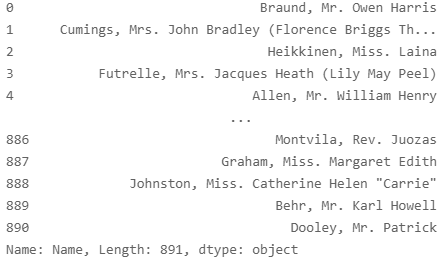 0 Braund, Mr. Owen Harris
1 Cumings, Mrs. John Bradley (Florence Briggs Th...
2 Heikkinen, Miss. Laina
3 Futrelle, Mrs. Jacques Heath (Lily May Peel)
4 Allen, Mr. William Henry
...
886 Montvila, Rev. Juozas
887 Graham, Miss. Margaret Edith
888 Johnston, Miss. Catherine Helen "Carrie"
889 Behr, Mr. Karl Howell
890 Dooley, Mr. Patrick
Name: Name, Length: 891, dtype: object